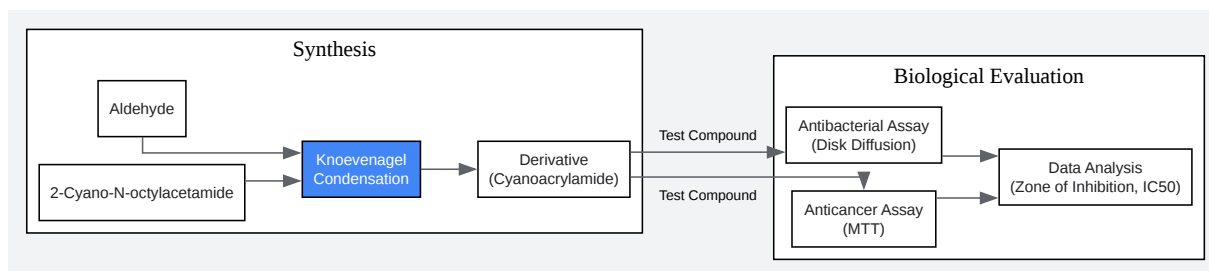 Synthesis
Aldehyde
2-Cyano-N-octylacetamide
Knoevenagel
Condensation
Derivative
(Cyanoacrylamide)
Test Compound
Test Compound
Biological Evaluation
Antibacterial Assay
(Disk Diffusion)
Anticancer Assay
(MTT)
Data Analysis
(Zone of Inhibition, IC50)